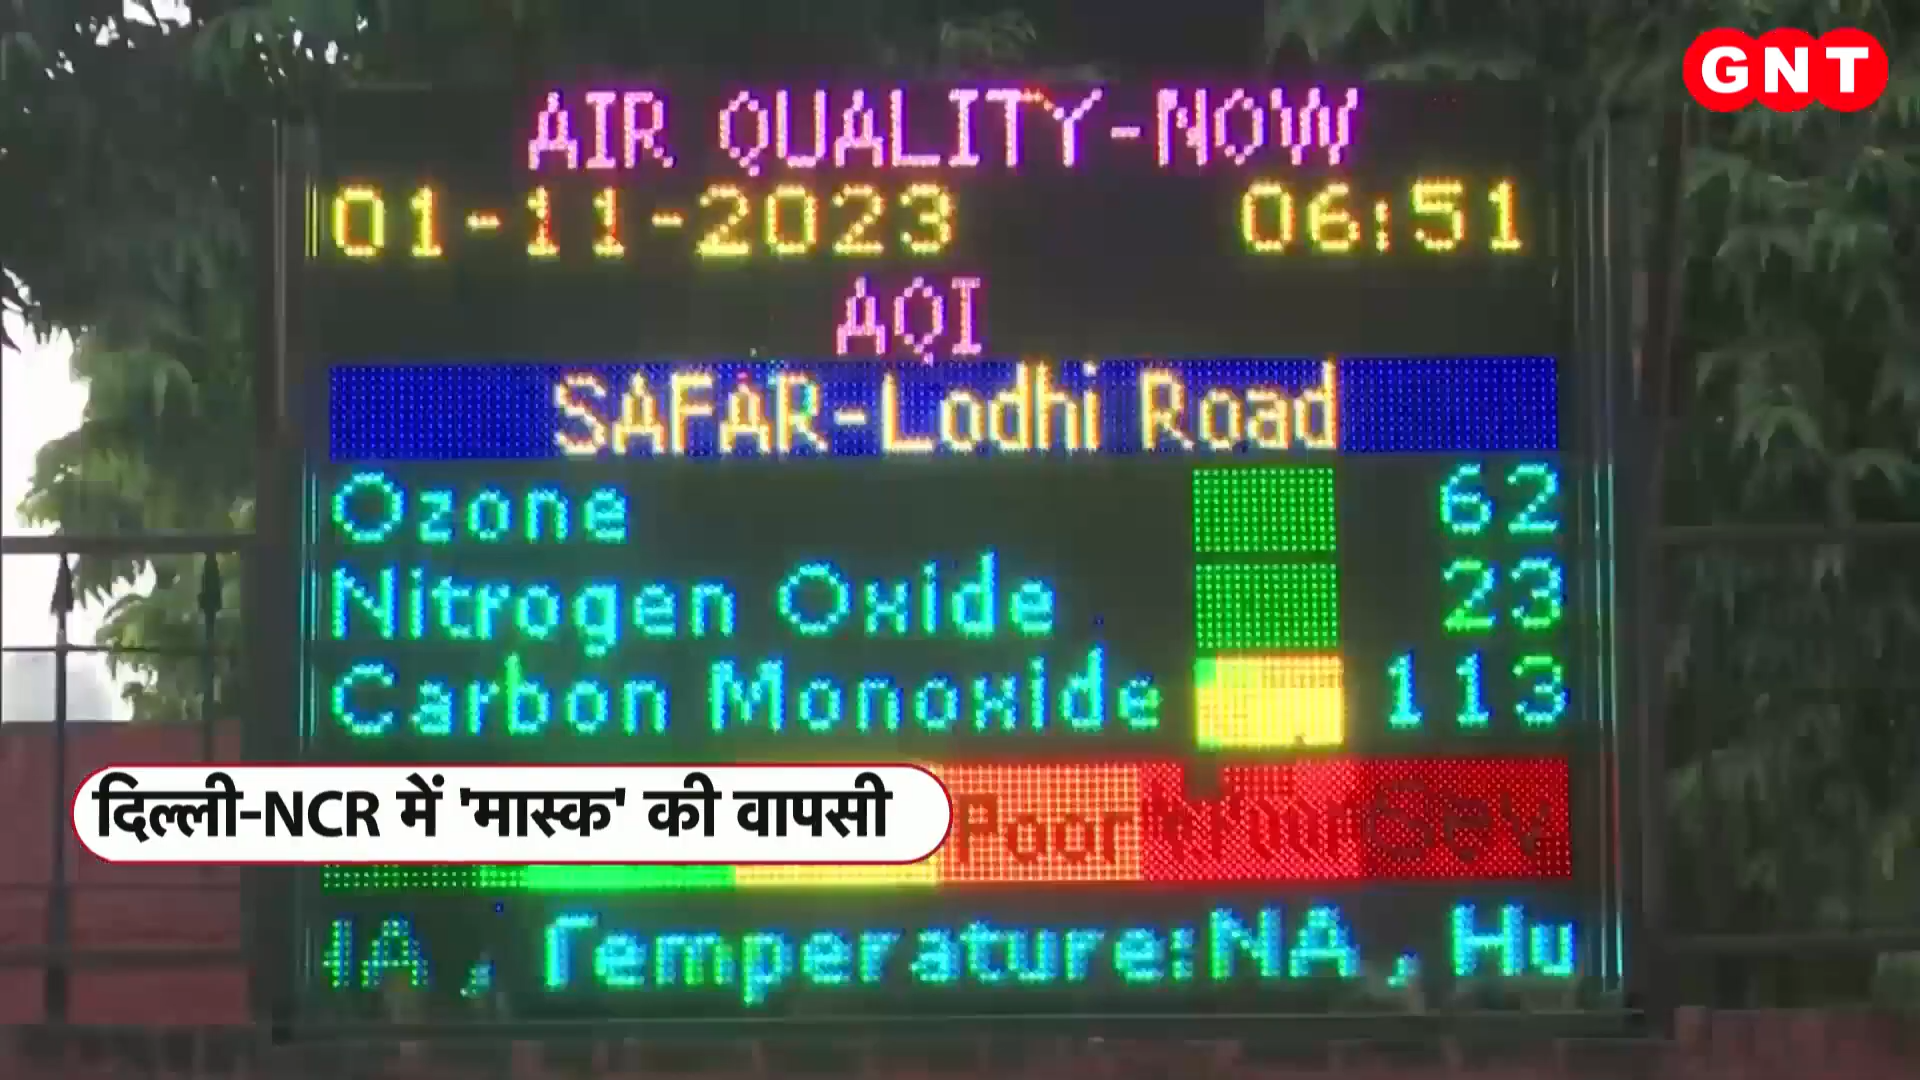 GNT
AIR QUALITY-NOW
01-11-2023 06:51
AQI
SAFAR-Lodhi Road
Ozone 62
Nitrogen Oxide 23
Carbon Monoxide 113
दिल्ली-NCR में 'मास्क' की वापसी
Poor Sev
Temperature:NA, Hu